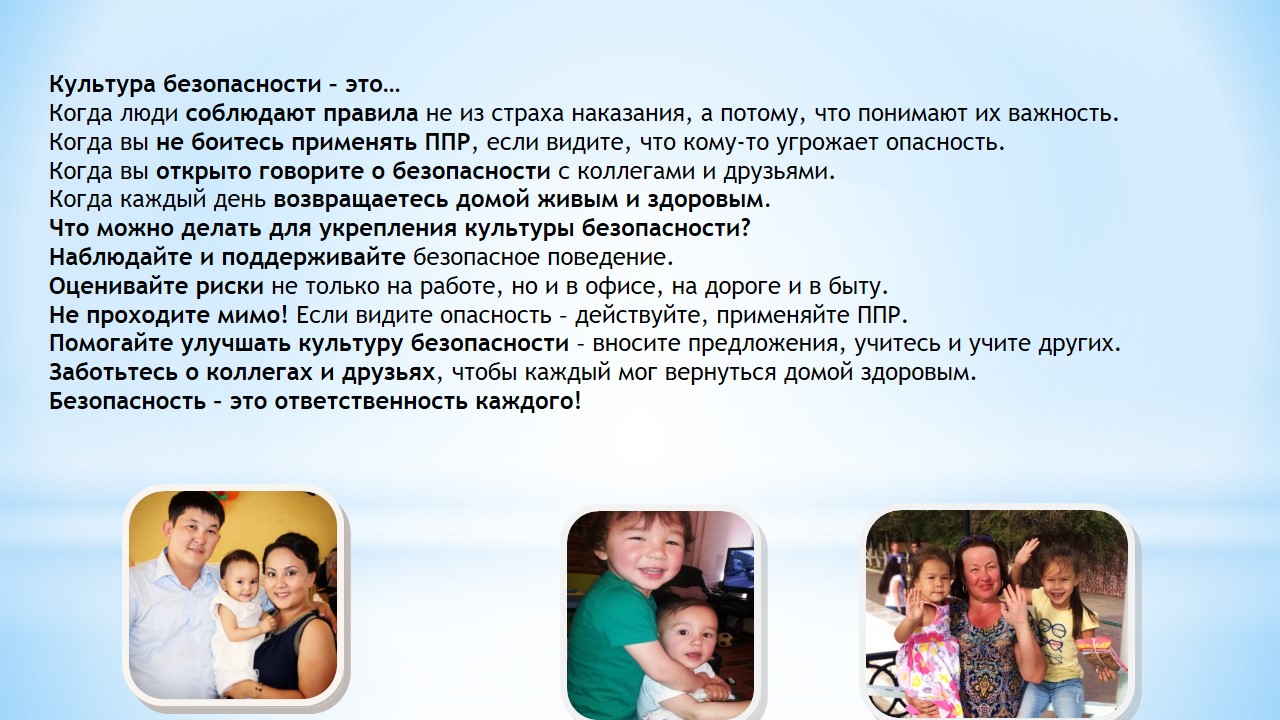 Культура безопасности – это…
Когда люди соблюдают правила не из страха наказания, а потому, что понимают их важность.
Когда вы не боитесь применять ППР, если видите, что кому-то угрожает опасность.
Когда вы открыто говорите о безопасности с коллегами и друзьями.
Когда каждый день возвращаетесь домой живым и здоровым.
Что можно делать для укрепления культуры безопасности?
Наблюдайте и поддерживайте безопасное поведение.
Оценивайте риски не только на работе, но и в офисе, на дороге и в быту.
Не проходите мимо! Если видите опасность – действуйте, применяйте ППР.
Помогайте улучшать культуру безопасности – вносите предложения, учитесь и учите других.
Заботьтесь о коллегах и друзьях, чтобы каждый мог вернуться домой здоровым.
Безопасность – это ответственность каждого!